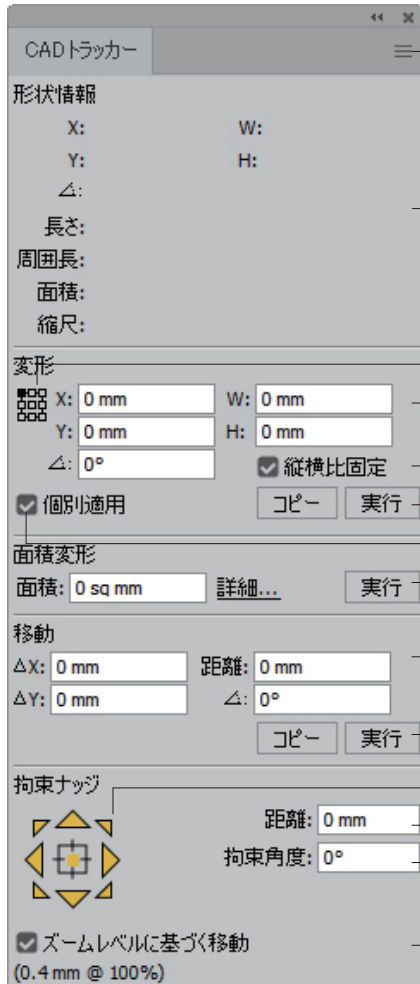 CADトラッカー
形状情報
X: W:
Y: H:
∠:
長さ:
周囲長:
面積:
縮尺:
変形
X: 0 mm W: 0 mm
Y: 0 mm H: 0 mm
∠: 0° 縦横比固定
個別適用 コピー 実行
面積変形
面積: 0 sq mm 詳細... 実行
移動
ΔX: 0 mm 距離: 0 mm
ΔY: 0 mm ∠: 0°
コピー 実行
拘束ナッジ
距離: 0 mm
拘束角度: 0°
ズームレベルに基づく移動
(0.4 mm @ 100%)